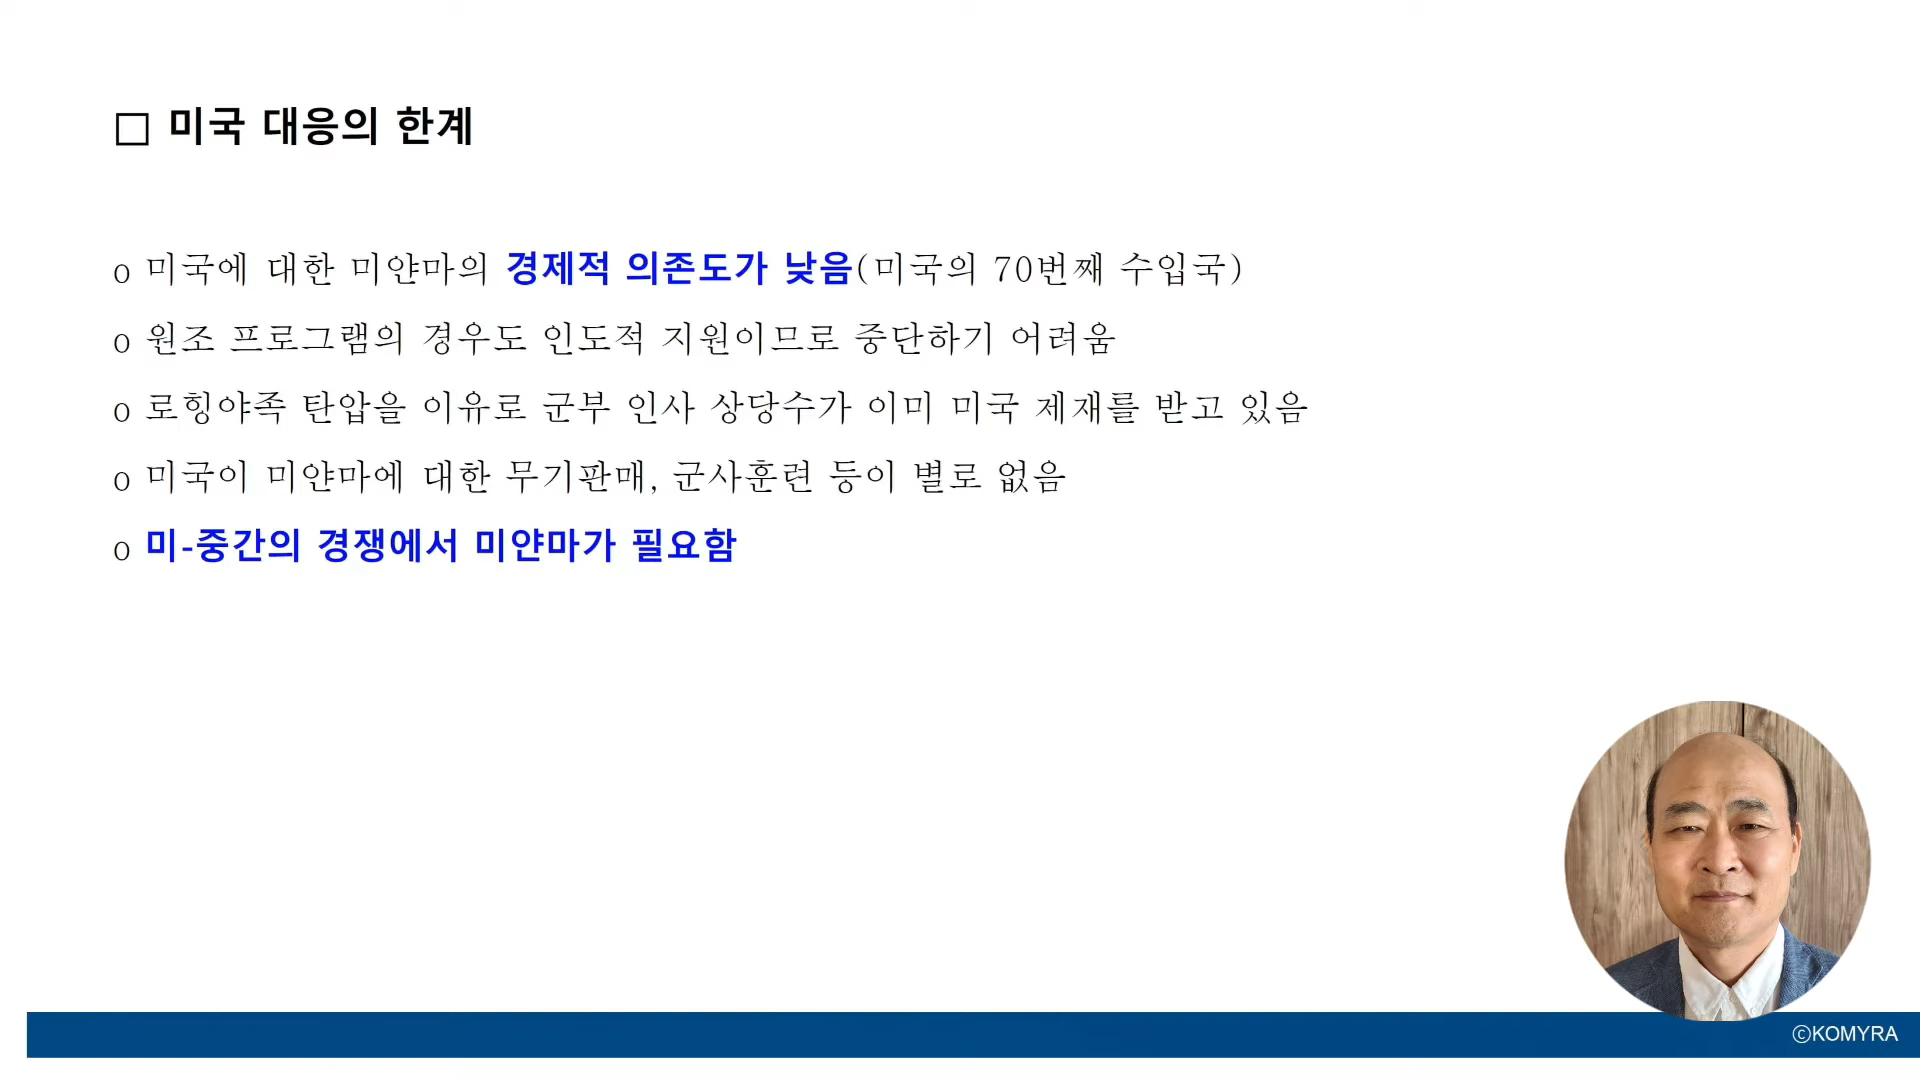 □ 미국 대응의 한계
o 미국에 대한 미얀마의 경제적 의존도가 낮음(미국의 70번째 수입국)
o 원조 프로그램의 경우도 인도적 지원이므로 중단하기 어려움
o 로힝야족 탄압을 이유로 군부 인사 상당수가 이미 미국 제재를 받고 있음
o 미국이 미얀마에 대한 무기판매, 군사훈련 등이 별로 없음
o 미-중간의 경쟁에서 미얀마가 필요함
ⓒKOMYRA